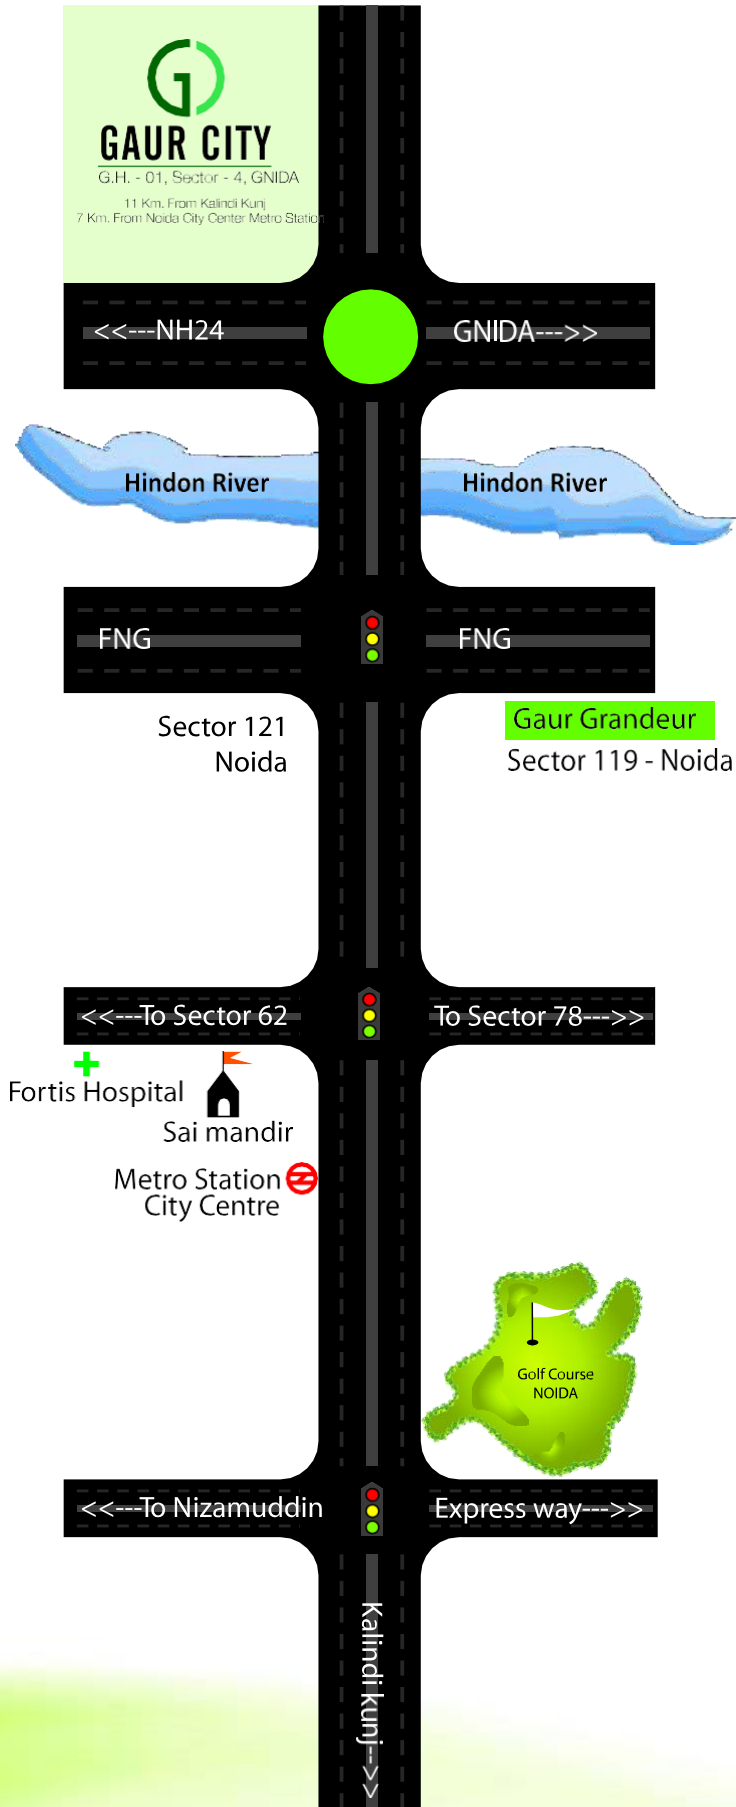 GAUR CITY
G.H. - 01, Sector - 4, GNIDA
11 Km. From Kalindi Kunj
7 Km. From Noida City Center Metro Station
<<---NH24
GNIDA--->>
Hindon River
Hindon River
FNG
FNG
Sector 121
Noida
Gaur Grandeur
Sector 119 - Noida
<<---To Sector 62
To Sector 78--->>
Fortis Hospital
Sai mandir
Metro Station
City Centre
Golf Course
NOIDA
<<---To Nizamuddin
Express way--->>
Kalindi kunj-->>